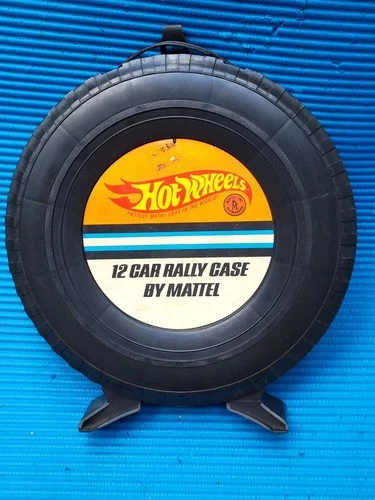 HOT WHEELS
FASTEST METAL CARS IN THE WORLD!
12 CAR RALLY CASE
BY MATTEL